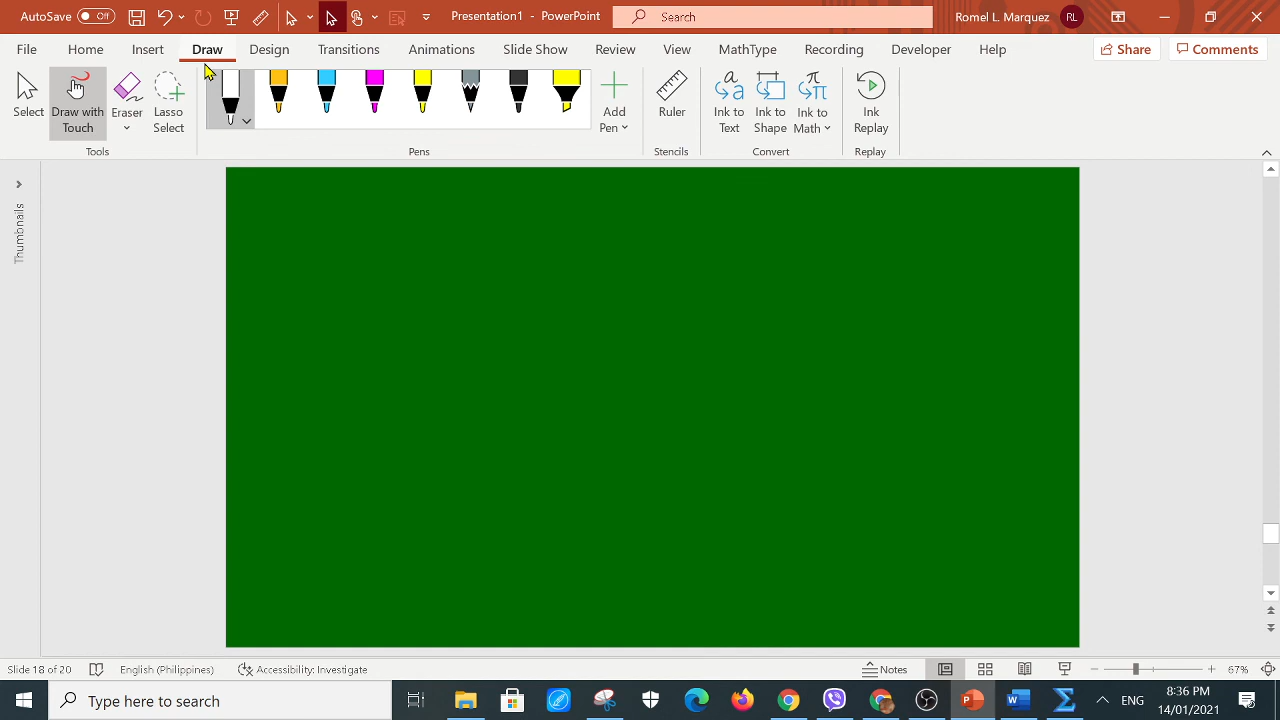 AutoSave Off Presentation1 - PowerPoint Search Romel L. Marquez RL
File Home Insert Draw Design Transitions Animations Slide Show Review View MathType Recording Developer Help Share Comments
Select
Draw with
Touch
Eraser
Lasso
Select
Add
Pen
Ruler
Ink to
Text
Ink to
Shape
Ink to
Math
Ink
Replay
Tools Pens Stencils Convert Replay
Thumbnails
Slide 18 of 20 English (Philippines) Accessibility: Investigate Notes 67%
Type here to search ENG
8:36 PM
14/01/2021